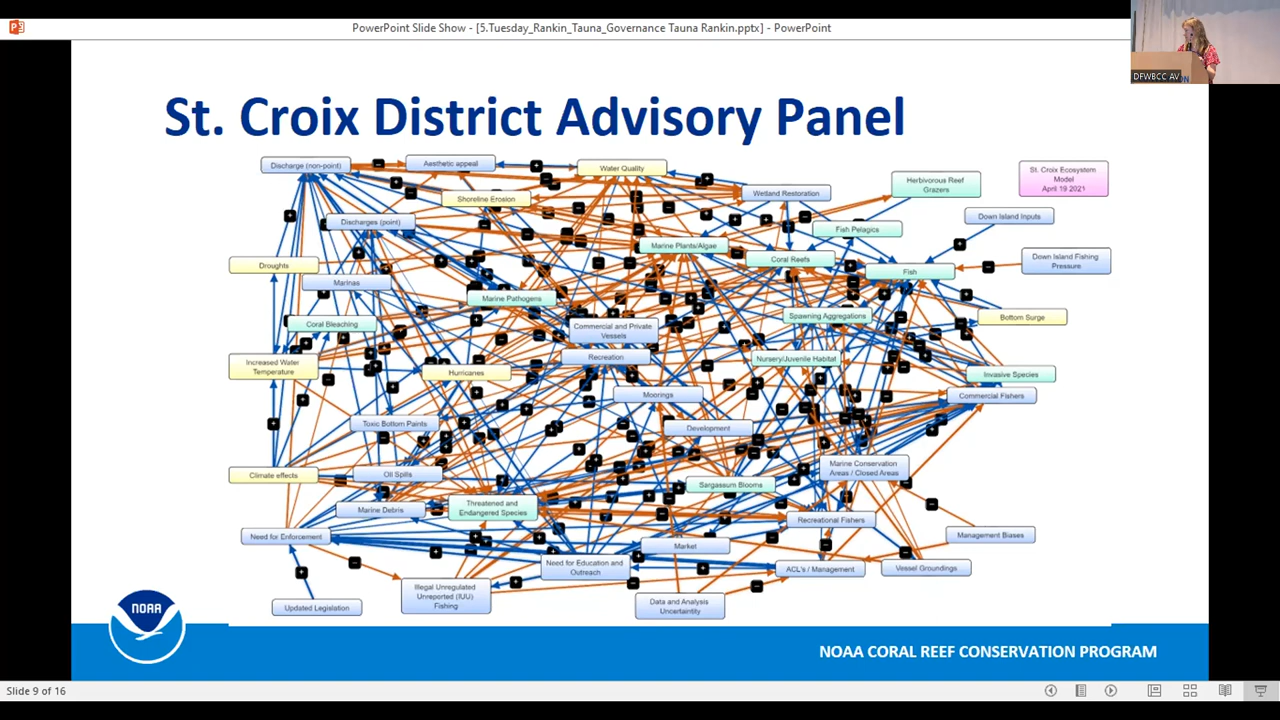 PowerPoint Slide Show - [5.Tuesday_Rankin_Tauna_Governance Tauna Rankin.pptx] - PowerPoint
DFWBCC AV
St. Croix District Advisory Panel
Discharge (non-point)
Aesthetic appeal
Water Quality
Shoreline Erosion
Wetland Restoration
Herbivorous Reef
Grazers
St. Croix Ecosystem
Model
April 19 2021
Discharges (point)
Down Island Inputs
Fish Pelagics
Marine Plants/Algae
Coral Reefs
Down Island Fishing
Pressure
Droughts
Fish
Marinas
Marine Pathogens
Spawning Aggregations
Bottom Surge
Coral Bleaching
Commercial and Private
Vessels
Recreation
Nursery/Juvenile Habitat
Increased Water
Temperature
Hurricanes
Invasive Species
Moorings
Commercial Fishers
Toxic Bottom Paints
Development
Climate effects
Oil Spills
Marine Conservation
Areas / Closed Areas
Sargassum Blooms
Marine Debris
Threatened and
Endangered Species
Recreational Fishers
Need for Enforcement
Market
Management Biases
Need for Education and
Outreach
ACL's / Management
Vessel Groundings
Illegal Unregulated
Unreported (IUU)
Fishing
Updated Legislation
Data and Analysis
Uncertaintity
NOAA
NOAA CORAL REEF CONSERVATION PROGRAM
Slide 9 of 16